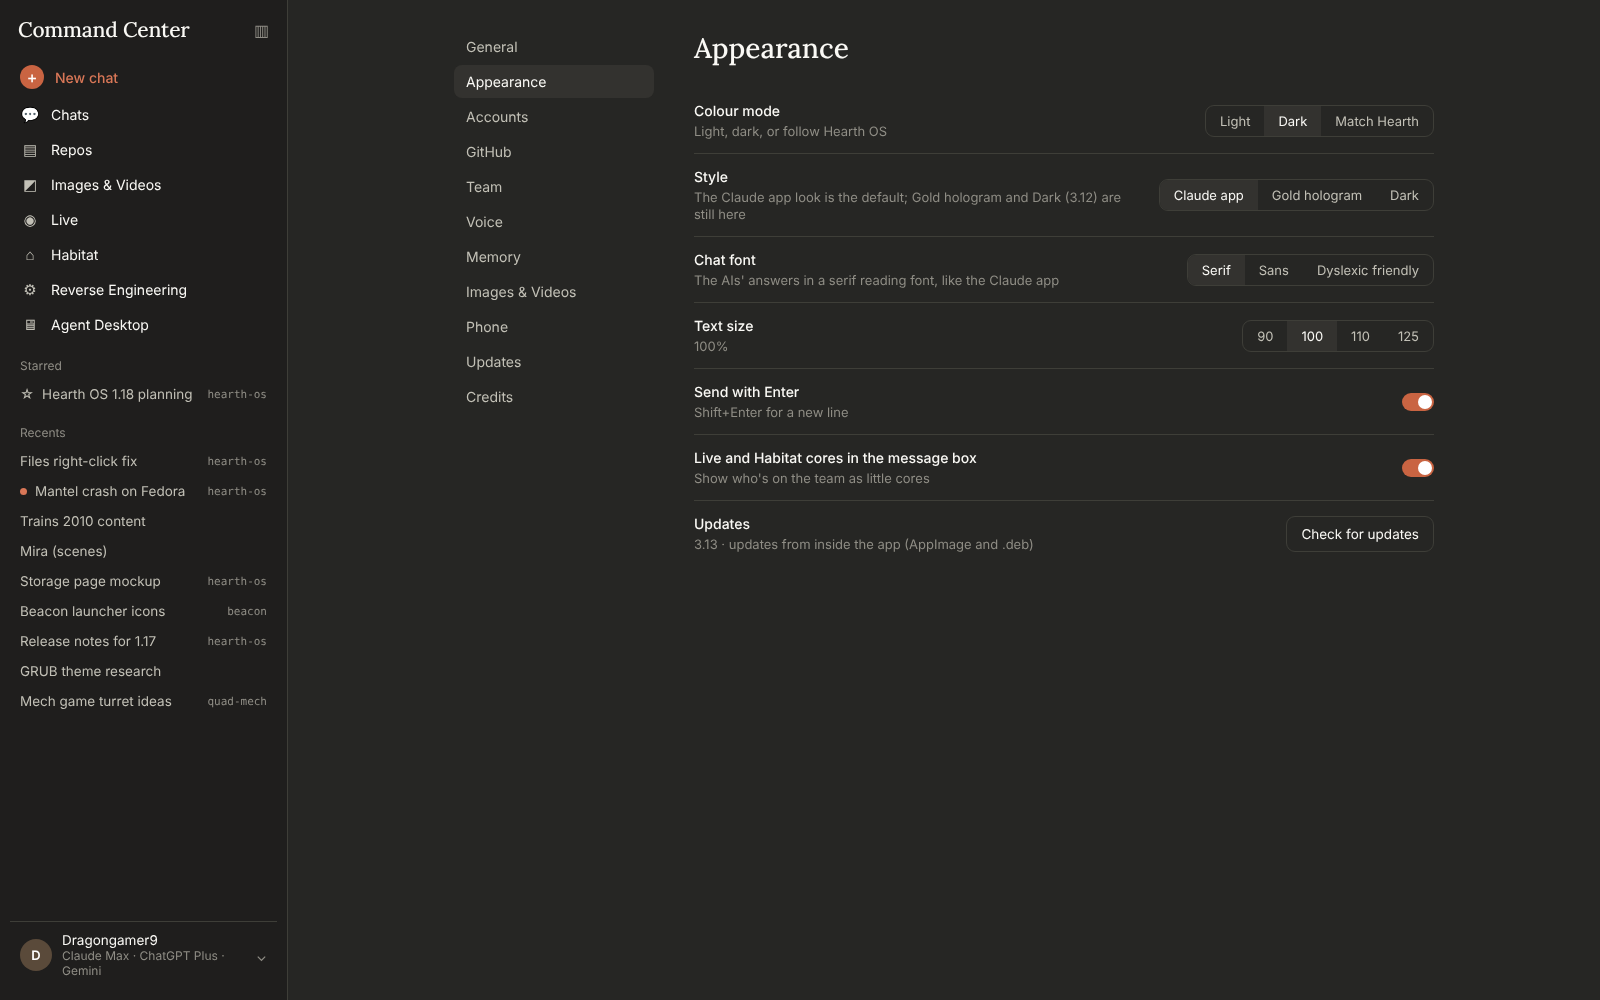 Command Center
+ New chat
Chats
Repos
Images & Videos
Live
Habitat
Reverse Engineering
Agent Desktop
Starred
Hearth OS 1.18 planning hearth-os
Recents
Files right-click fix hearth-os
Mantel crash on Fedora hearth-os
Trains 2010 content
Mira (scenes)
Storage page mockup hearth-os
Beacon launcher icons beacon
Release notes for 1.17 hearth-os
GRUB theme research
Mech game turret ideas quad-mech
D
Dragongamer9
Claude Max · ChatGPT Plus ·
Gemini
General
Appearance
Accounts
GitHub
Team
Voice
Memory
Images & Videos
Phone
Updates
Credits
Appearance
Colour mode
Light, dark, or follow Hearth OS
Light Dark Match Hearth
Style
The Claude app look is the default; Gold hologram and Dark (3.12) are
still here
Claude app Gold hologram Dark
Chat font
The AIs' answers in a serif reading font, like the Claude app
Serif Sans Dyslexic friendly
Text size
100%
90 100 110 125
Send with Enter
Shift+Enter for a new line
Live and Habitat cores in the message box
Show who's on the team as little cores
Updates
3.13 · updates from inside the app (AppImage and .deb)
Check for updates